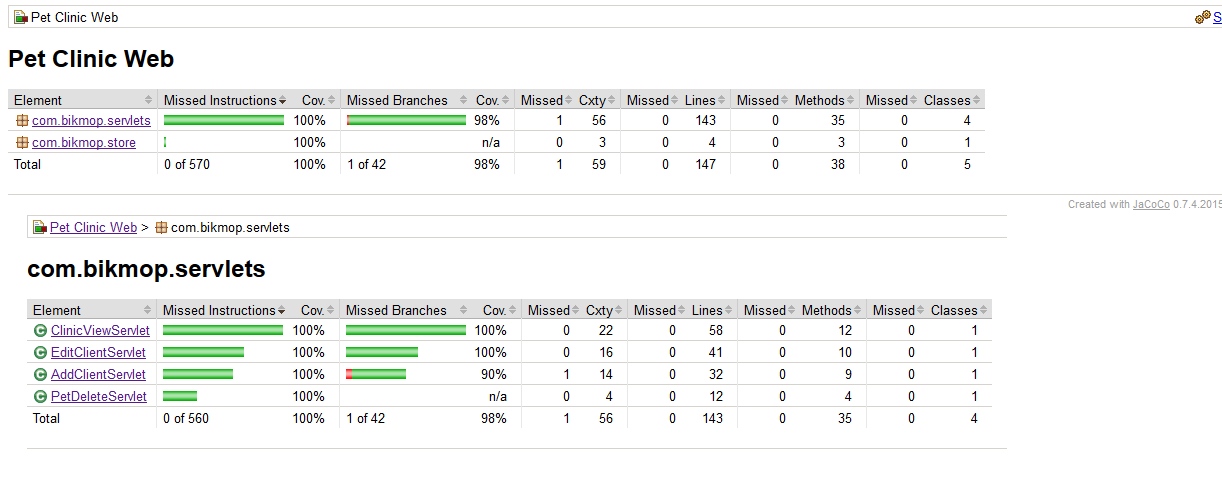 Pet Clinic Web S
Pet Clinic Web
Element Missed Instructions Cov. Missed Branches Cov. Missed Cxty Missed Lines Missed Methods Missed Classes
com.bikmop.servlets 100% 98% 1 56 0 143 0 35 0 4
com.bikmop.store 100% n/a 0 3 0 4 0 3 0 1
Total 0 of 570 100% 1 of 42 98% 1 59 0 147 0 38 0 5
Created with JaCoCo 0.7.4.2015
Pet Clinic Web > com.bikmop.servlets
com.bikmop.servlets
Element Missed Instructions Cov. Missed Branches Cov. Missed Cxty Missed Lines Missed Methods Missed Classes
ClinicViewServlet 100% 100% 0 22 0 58 0 12 0 1
EditClientServlet 100% 100% 0 16 0 41 0 10 0 1
AddClientServlet 100% 90% 1 14 0 32 0 9 0 1
PetDeleteServlet 100% n/a 0 4 0 12 0 4 0 1
Total 0 of 560 100% 1 of 42 98% 1 56 0 143 0 35 0 4